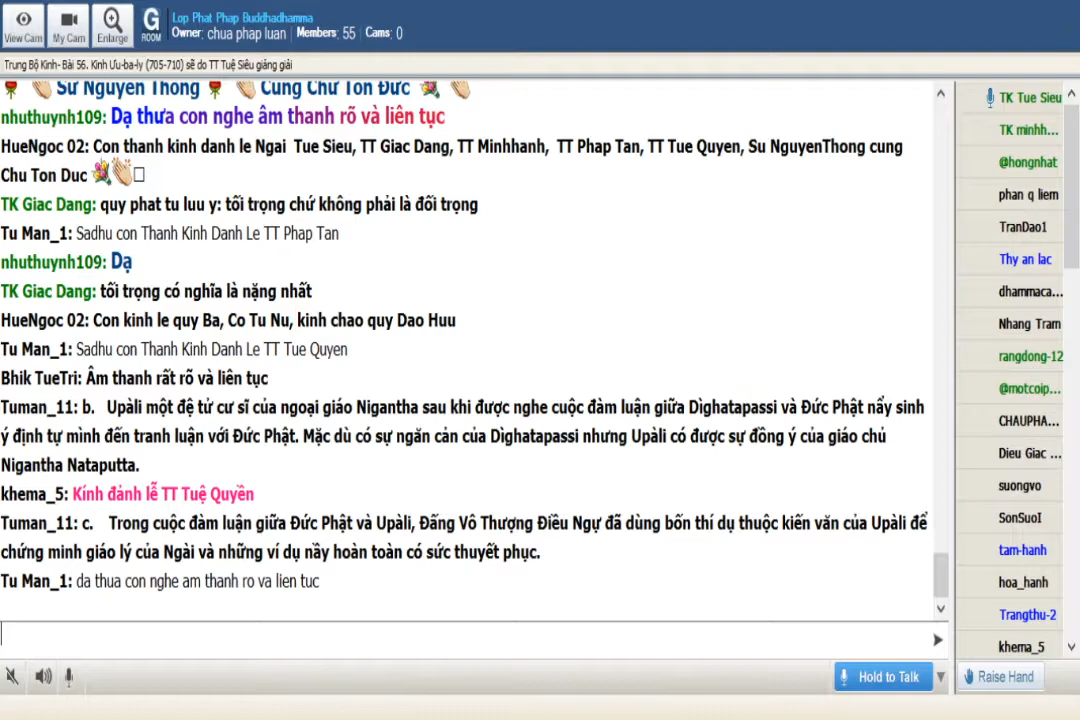 View Cam
My Cam
Enlarge
G
ROOM
Lop Phat Phap Buddhadhamma
Owner: chua phap luan | Members: 55 | Cams: 0
Trung Bộ Kinh- Bài 56. Kinh Ưu-ba-ly (705-710) sẽ do TT Tuệ Siêu giảng giải
Sư Nguyên Thông Cung Chư Tôn Đức
nhuthuynh109: Dạ thưa con nghe âm thanh rõ và liên tục
HueNgoc 02: Con thanh kinh danh le Ngai Tue Sieu, TT Giac Dang, TT Minhhanh, TT Phap Tan, TT Tue Quyen, Su NguyenThong cung
Chu Ton Duc
TK Giac Dang: quy phat tu luu y: tối trọng chứ không phải là đối trọng
Tu Man_1: Sadhu con Thanh Kinh Danh Le TT Phap Tan
nhuthuynh109: Dạ
TK Giac Dang: tối trọng có nghĩa là nặng nhất
HueNgoc 02: Con kinh le quy Ba, Co Tu Nu, kinh chao quy Dao Huu
Tu Man_1: Sadhu con Thanh Kinh Danh Le TT Tue Quyen
Bhik TueTri: Âm thanh rất rõ và liên tục
Tuman_11: b. Upàli một đệ tử cư sĩ của ngoại giáo Nigantha sau khi được nghe cuộc đàm luận giữa Dìghatapassi và Đức Phật nẩy sinh
ý định tự mình đến tranh luận với Đức Phật. Mặc dù có sự ngăn cản của Dìghatapassi nhưng Upàli có được sự đồng ý của giáo chủ
Nigantha Nataputta.
khema_5: Kính đảnh lễ TT Tuệ Quyền
Tuman_11: c. Trong cuộc đàm luận giữa Đức Phật và Upàli, Đấng Vô Thượng Điều Ngự đã dùng bốn thí dụ thuộc kiến văn của Upàli để
chứng minh giáo lý của Ngài và những ví dụ nầy hoàn toàn có sức thuyết phục.
Tu Man_1: da thua con nghe am thanh ro va lien tuc
TK Tue Sieu
TK minhh...
@hongnhat
phan q liem
TranDao1
Thy an lac
dhammaca...
Nhang Tram
rangdong-12
@motcoip...
CHAUPHA...
Dieu Giac ...
suongvo
SonSuoI
tam-hanh
hoa_hanh
Trangthu-2
khema_5
Hold to Talk
Raise Hand